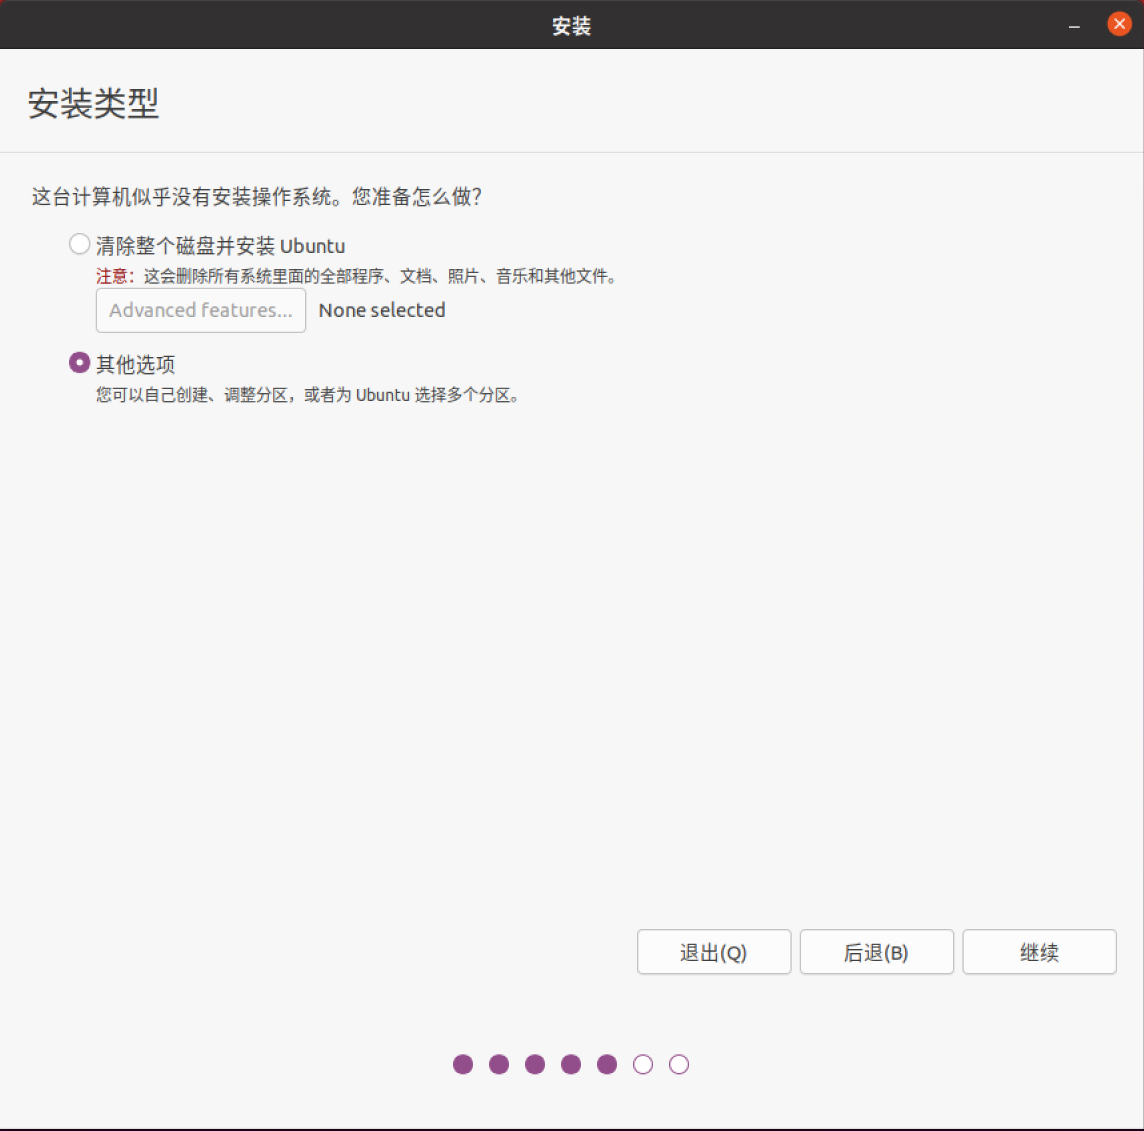 安装
安装类型
这台计算机似乎没有安装操作系统。您准备怎么做？
清除整个磁盘并安装 Ubuntu
注意：这会删除所有系统里面的全部程序、文档、照片、音乐和其他文件。
Advanced features... None selected
其他选项
您可以自己创建、调整分区，或者为 Ubuntu 选择多个分区。
退出(Q) 后退(B) 继续